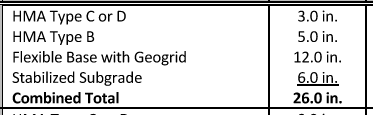 HMA Type C or D 3.0 in.
HMA Type B 5.0 in.
Flexible Base with Geogrid 12.0 in.
Stabilized Subgrade 6.0 in.
Combined Total 26.0 in.